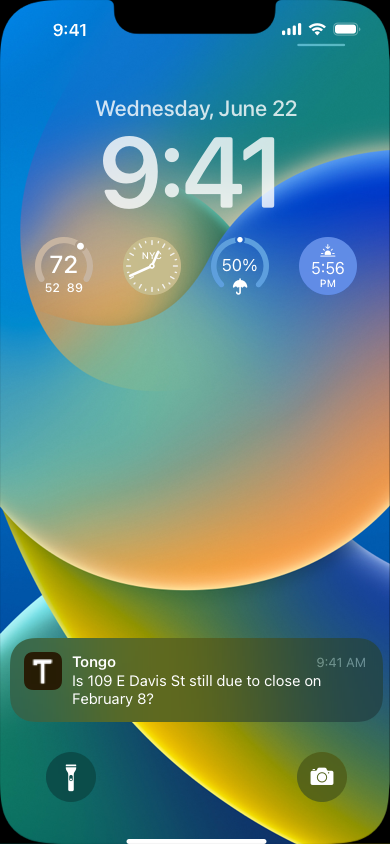 9:41
Wednesday, June 22
9:41
72
52 89
NYC
50%
5:56
PM
T
Tongo
9:41 AM
Is 109 E Davis St still due to close on
February 8?